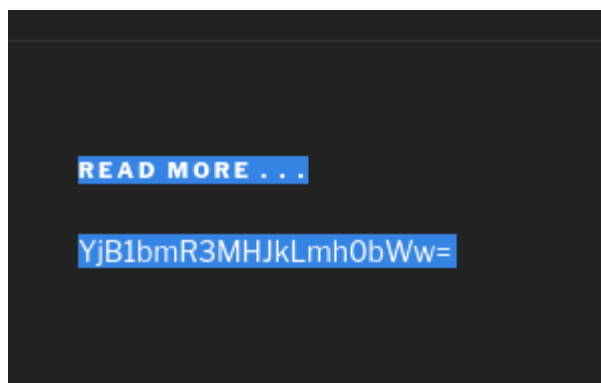 READ MORE . . .
YjB1bmR3MHJkLmh0bWw=